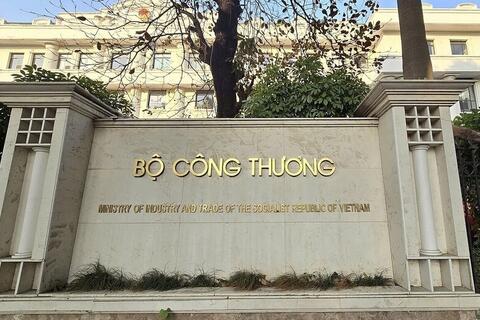 BỘ CÔNG THƯƠNG
MINISTRY OF INDUSTRY AND TRADE OF THE SOCIALIST REPUBLIC OF VIETNAM